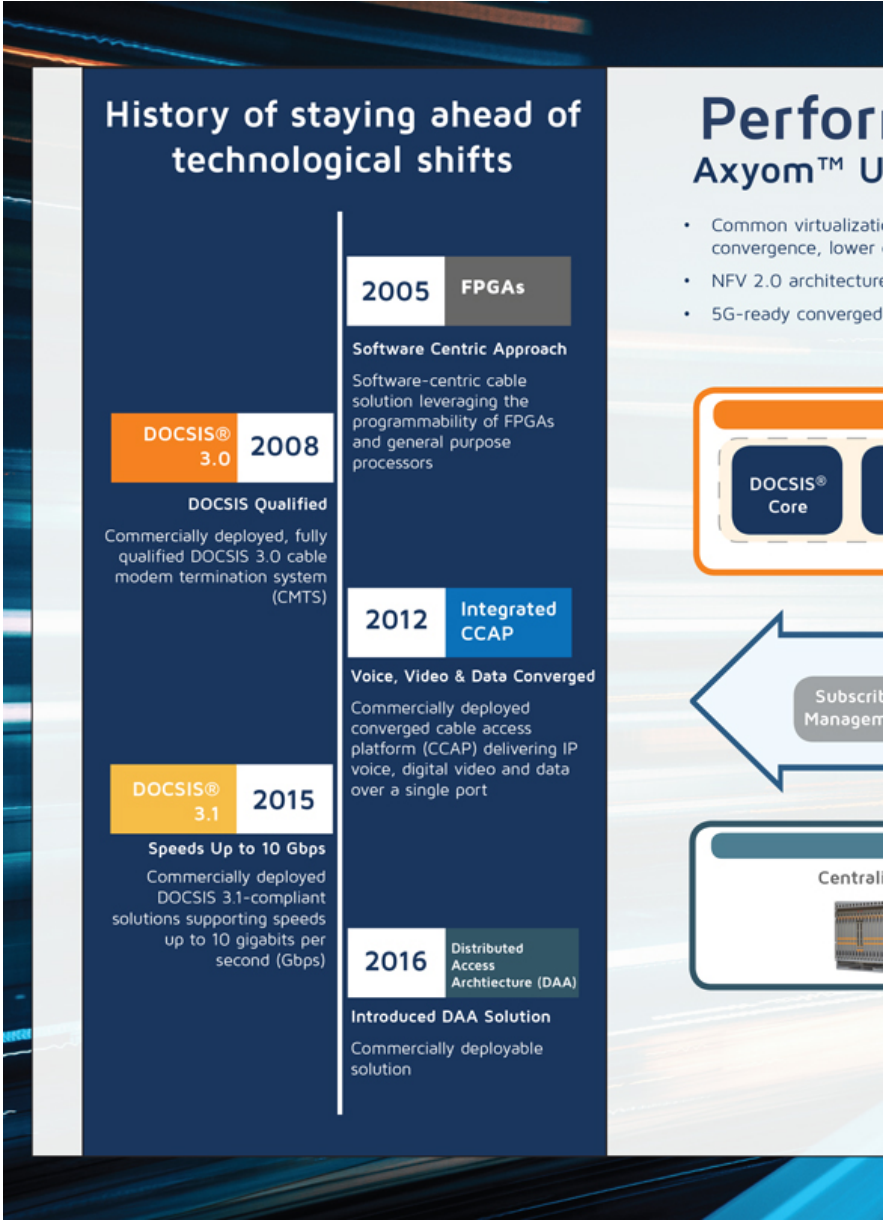 History of staying ahead of
technological shifts
2005
FPGAs
Software Centric Approach
Software-centric cable
solution leveraging the
programmability of FPGAs
and general purpose
processors
DOCSIS®
3.0
2008
DOCSIS Qualified
Commercially deployed, fully
qualified DOCSIS 3.0 cable
modem termination system
(CMTS)
2012
Integrated
CCAP
Voice, Video & Data Converged
Commercially deployed
converged cable access
platform (CCAP) delivering IP
voice, digital video and data
over a single port
DOCSIS®
3.1
2015
Speeds Up to 10 Gbps
Commercially deployed
DOCSIS 3.1-compliant
solutions supporting speeds
up to 10 gigabits per
second (Gbps)
2016
Distributed
Access
Archtiecture (DAA)
Introduced DAA Solution
Commercially deployable
solution
Axyom™
• Common
convergence, lower
• NFV 2.0 architecture
• 5G-ready converged
DOCSIS®
Core